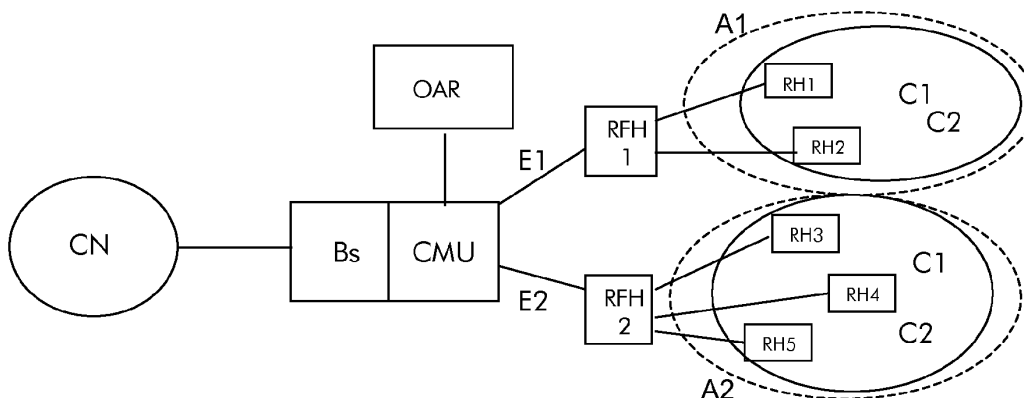 A1
OAR
RH1
C1
C2
RFH
1
E1
RH2
CN
Bs
CMU
RH3
C1
E2
RFH
2
RH4
C2
RH5
A2